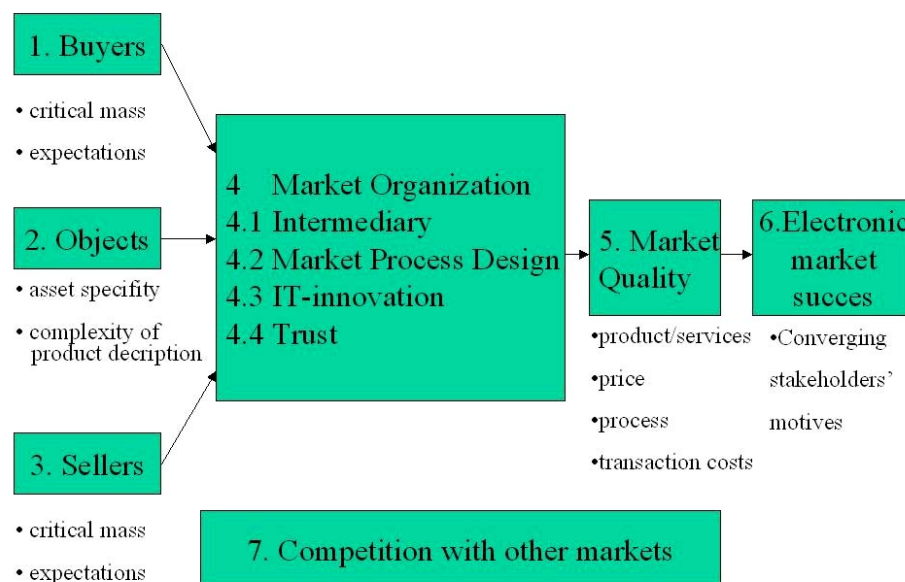 1. Buyers
• critical mass
• expectations
2. Objects
• asset specifity
• complexity of
product decription
3. Sellers
• critical mass
• expectations
4 Market Organization
4.1 Intermediary
4.2 Market Process Design
4.3 IT-innovation
4.4 Trust
5. Market
Quality
•product/services
•price
•process
•transaction costs
6.Electronic
market
succes
•Converging
stakeholders’
motives
7. Competition with other markets